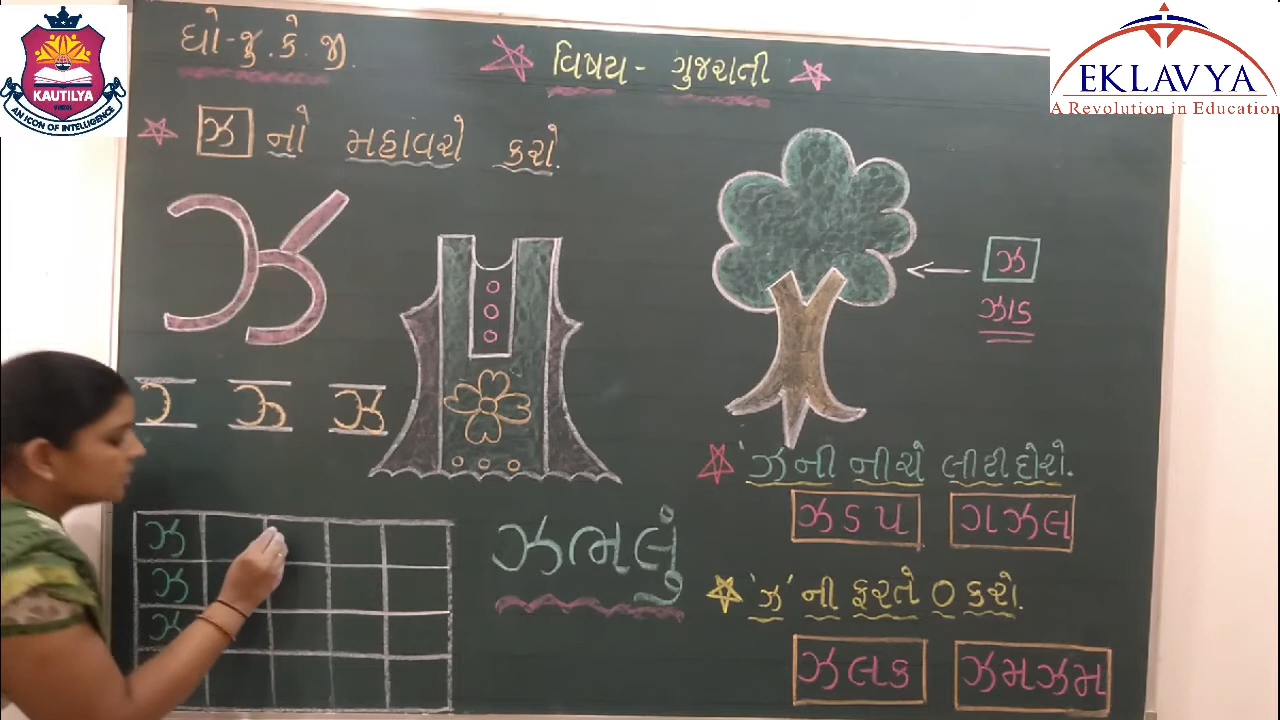 KAUTILYA
AN ICON OF INTELLIGENCE
EKLAVYA
A Revolution in Education
ધો-જુ.કે.જી.
વિષય- ગુજરાતી
ઝ નો મહાવરો કરો.
ઝ
ઝ
ઝાડ
ઝભલું
'ઝ'ની નીચે લીટી દોરો.
ઝડપ ગઝલ
'ઝ'ની ફરતે ૦ કરો.
ઝલક ઝમઝમ
ઝ
ઝ
ઝ